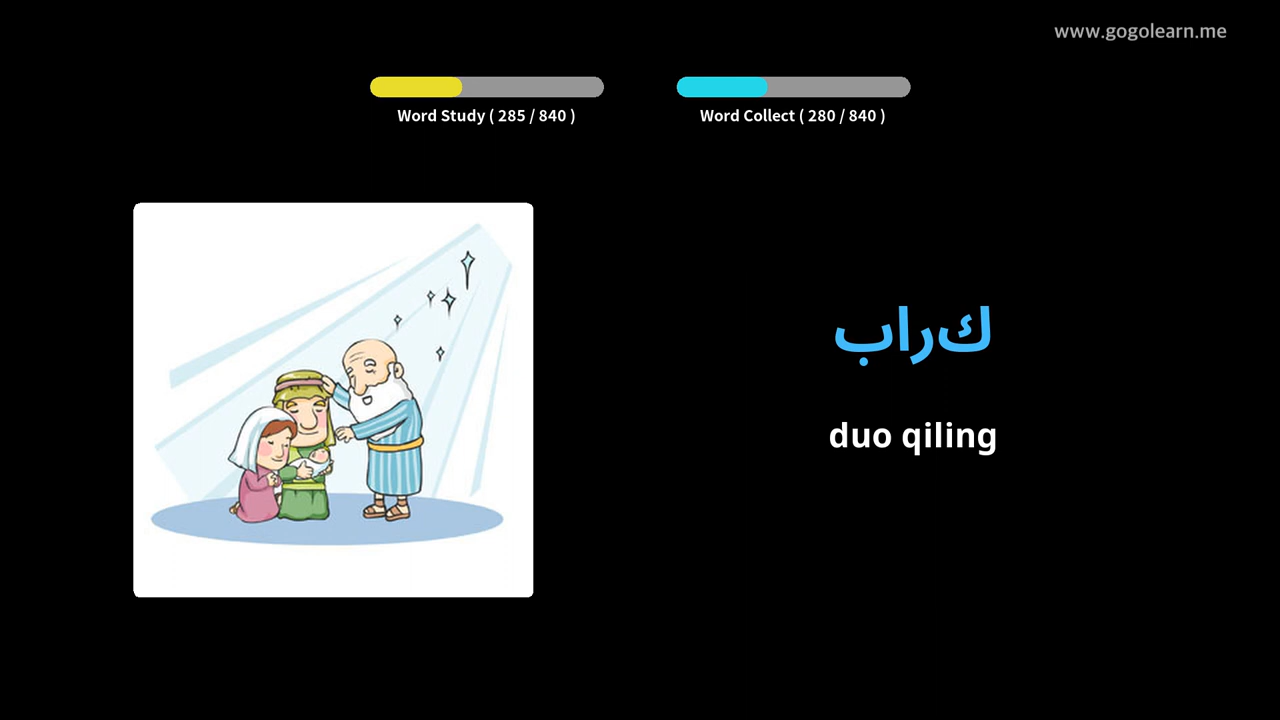 www.gogolearn.me
Word Study ( 285 / 840 )
Word Collect ( 280 / 840 )
كراب
duo qiling